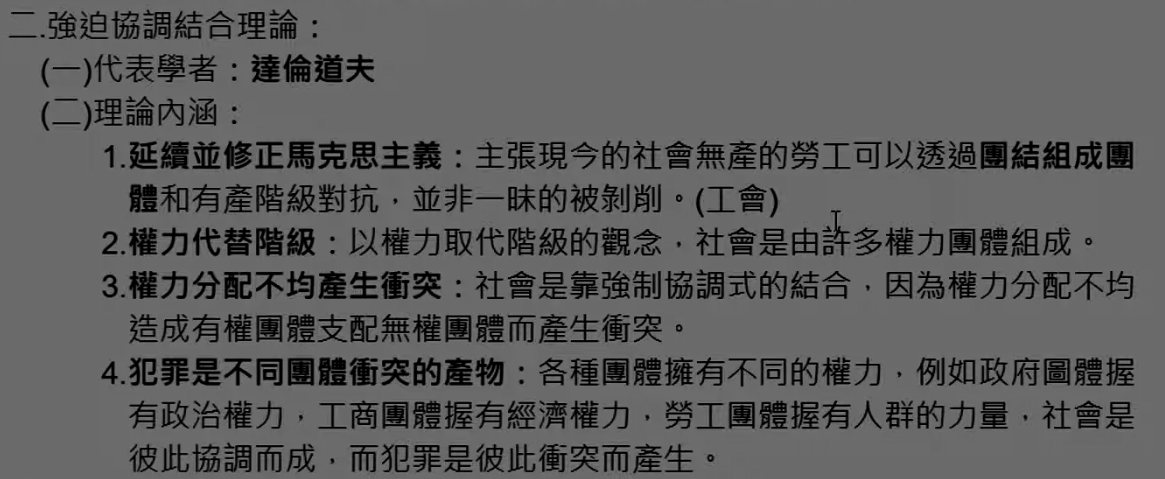 二.強迫協調結合理論：
(一)代表學者：達倫道夫
(二)理論內涵：
1.延續並修正馬克思主義：主張現今的社會無產的勞工可以透過團結組成團
體和有產階級對抗，並非一昧的被剝削。(工會)
2.權力代替階級：以權力取代階級的觀念，社會是由許多權力團體組成。
3.權力分配不均產生衝突：社會是靠強制協調式的結合，因為權力分配不均
造成有權團體支配無權團體而產生衝突。
4.犯罪是不同團體衝突的產物：各種團體擁有不同的權力，例如政府圖體握
有政治權力，工商團體握有經濟權力，勞工團體握有人群的力量，社會是
彼此協調而成，而犯罪是彼此衝突而產生。